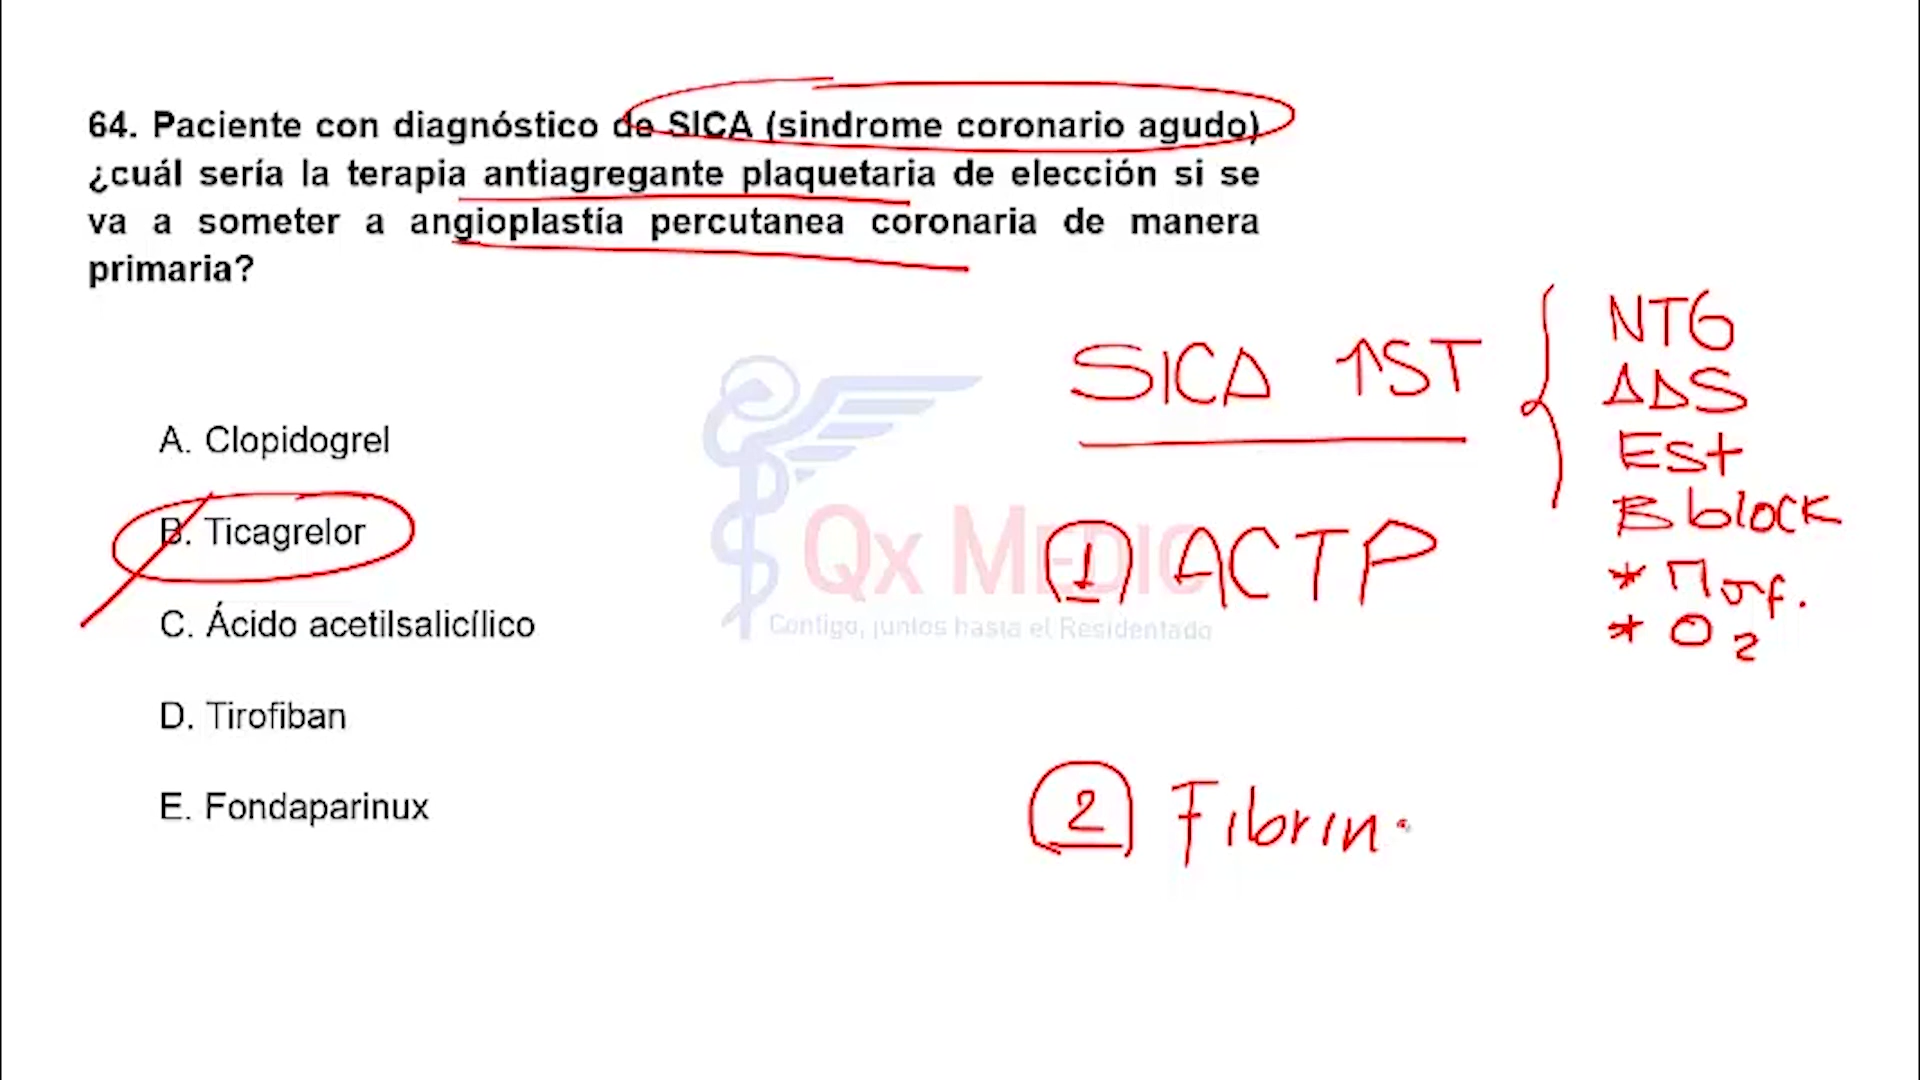 64. Paciente con diagnóstico de SICA (sindrome coronario agudo)
¿cuál sería la terapia antiagregante plaquetaria de elección si se
va a someter a angioplastía percutanea coronaria de manera
primaria?
A. Clopidogrel
B. Ticagrelor
C. Ácido acetilsalicílico
D. Tirofiban
E. Fondaparinux
SICA ↑ST
NTG
AAS
Est
B block
* Morf.
* O2
1 ACTP
2 Fibrin.
Qx MEDIC
Contigo, juntos hasta el Residentado